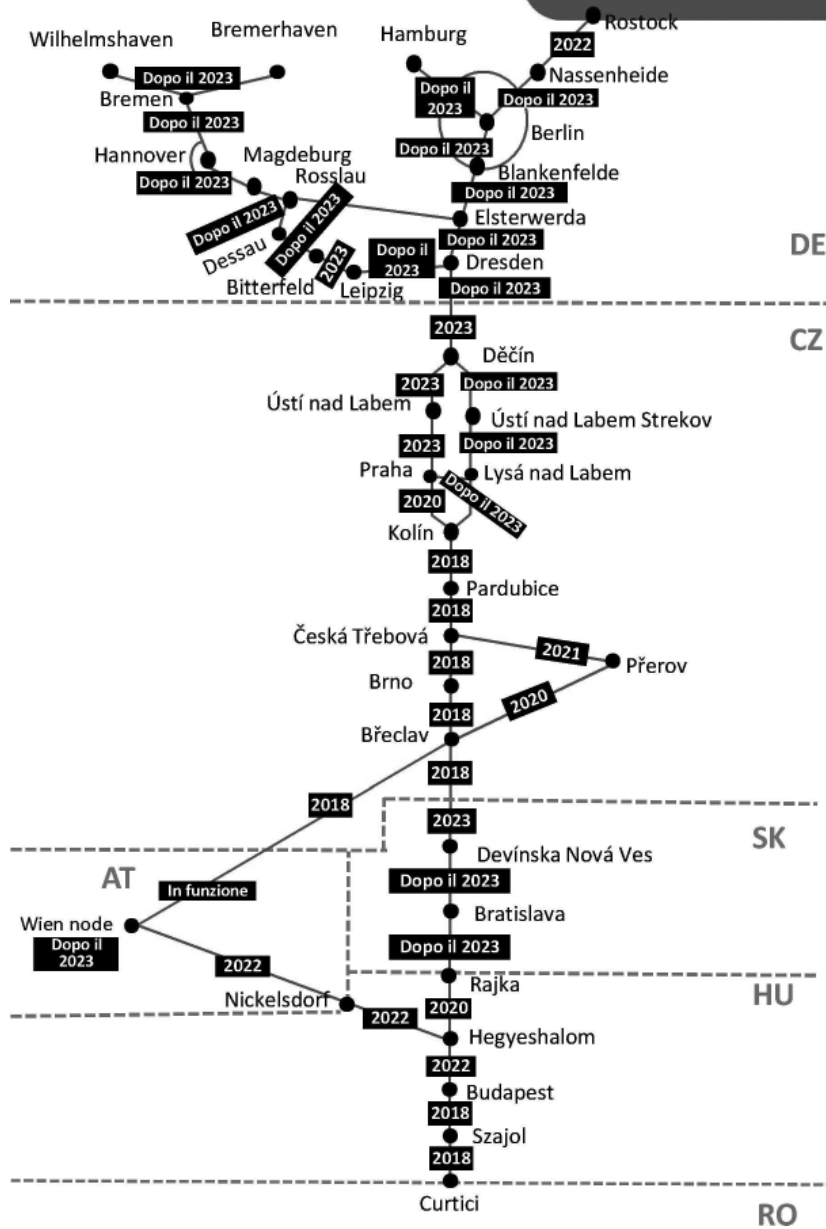 Rostock
Wilhelmshaven
Bremerhaven
Hamburg
2022
Nassenheide
Dopo il 2023
Dopo il
2023
Dopo il 2023
Bremen
Dopo il 2023
Berlin
Dopo il 2023
Hannover
Magdeburg
Blankenfelde
Rosslau
Dopo il 2023
Dopo il 2023
Elsterwerda
Dopo il 2023
Dopo il 2023
Dopo il 2023
Dopo il
2023
DE
Dessau
Dresden
2023
Bitterfeld
Leipzig
Dopo il 2023
2023
CZ
Děčín
2023
Dopo il 2023
Ústí nad Labem
Ústí nad Labem Strekov
2023
Dopo il 2023
Praha
Lysá nad Labem
2020
Dopo il 2023
Kolín
2018
Pardubice
2018
Česká Třebová
2021
2018
Přerov
Brno
2020
2018
Břeclav
2018
2018
2023
SK
Devínska Nová Ves
AT
Dopo il 2023
In funzione
Bratislava
Wien node
Dopo il
2023
Dopo il 2023
2022
Rajka
HU
Nickelsdorf
2020
2022
Hegyeshalom
2022
Budapest
2018
Szajol
2018
Curtici
RO